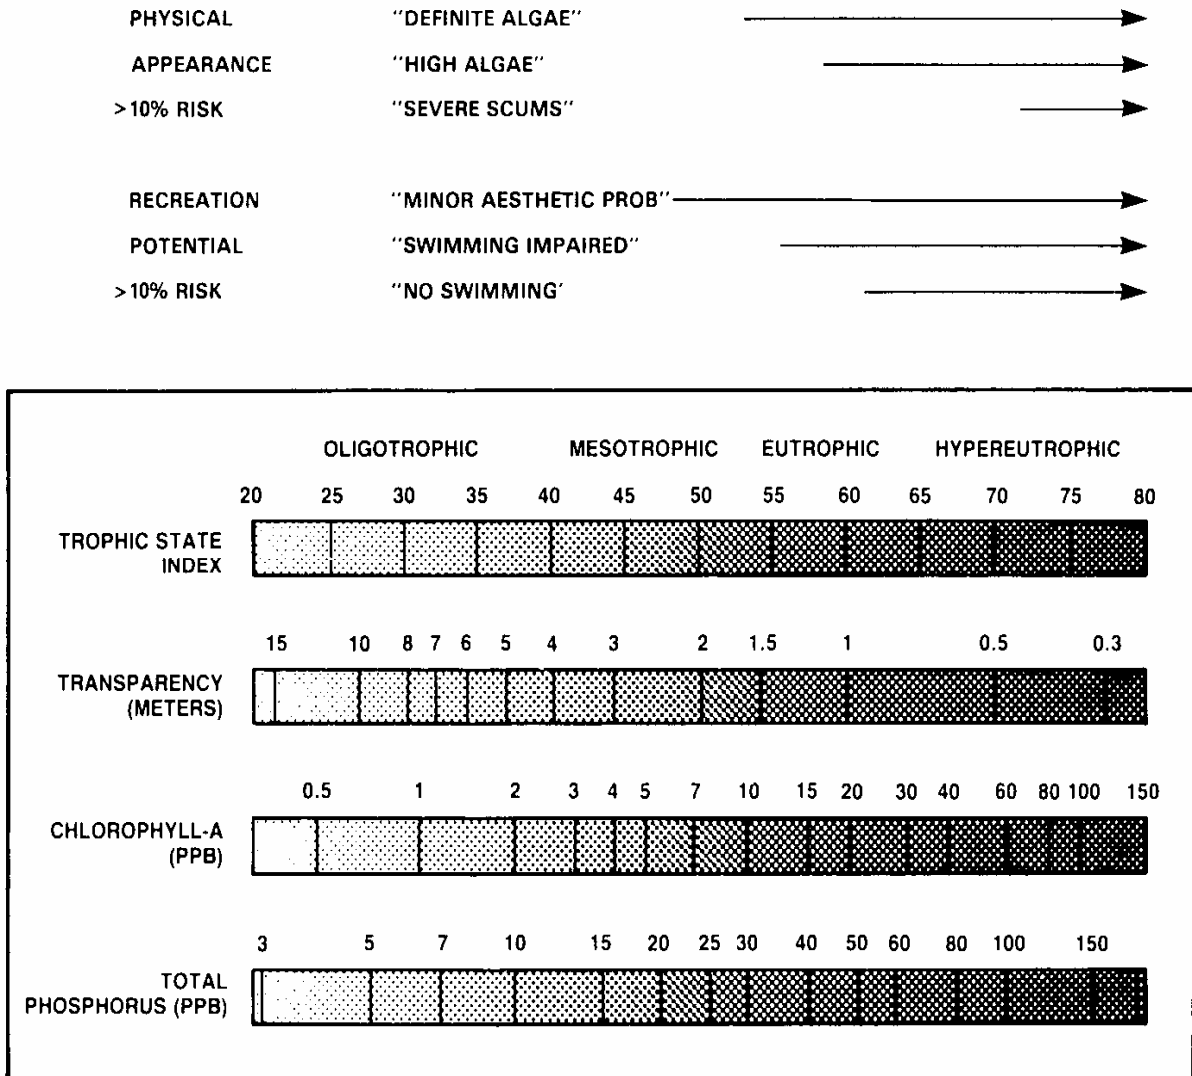 PHYSICAL "DEFINITE ALGAE"
APPEARANCE "HIGH ALGAE"
>10% RISK "SEVERE SCUMS"
RECREATION "MINOR AESTHETIC PROB"
POTENTIAL "SWIMMING IMPAIRED"
>10% RISK "NO SWIMMING'
OLIGOTROPHIC MESOTROPHIC EUTROPHIC HYPEREUTROPHIC
20 25 30 35 40 45 50 55 60 65 70 75 80
TROPHIC STATE
INDEX
15 10 8 7 6 5 4 3 2 1.5 1 0.5 0.3
TRANSPARENCY
(METERS)
0.5 1 2 3 4 5 7 10 15 20 30 40 60 80 100 150
CHLOROPHYLL-A
(PPB)
3 5 7 10 15 20 25 30 40 50 60 80 100 150
TOTAL
PHOSPHORUS (PPB)